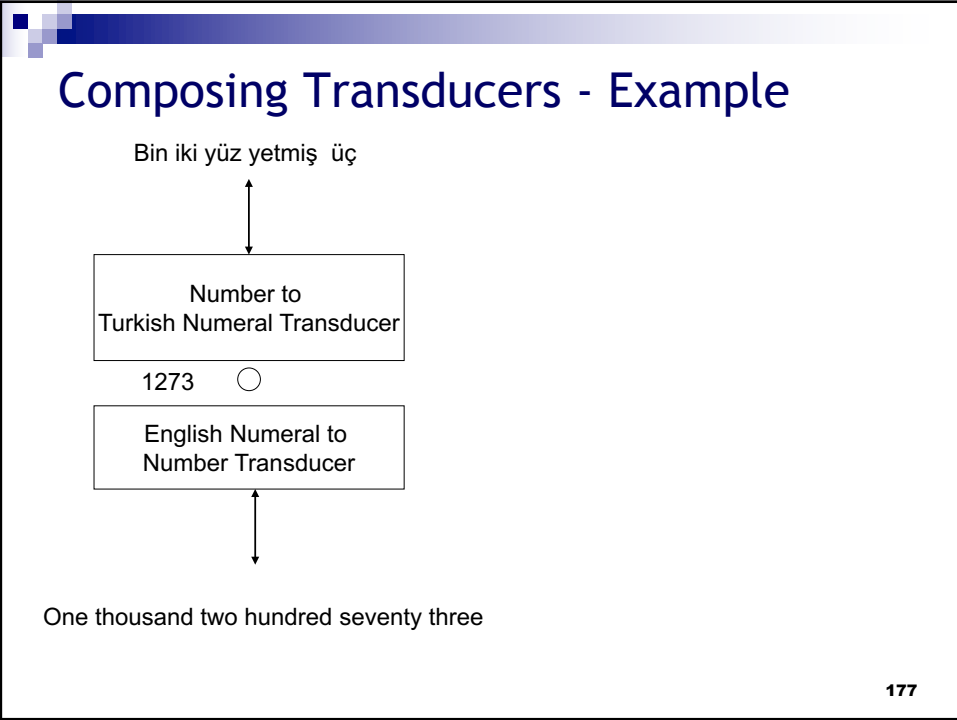 Composing Transducers - Example
Bin iki yüz yetmiş üç
Number to
Turkish Numeral Transducer
1273
English Numeral to
Number Transducer
One thousand two hundred seventy three
177